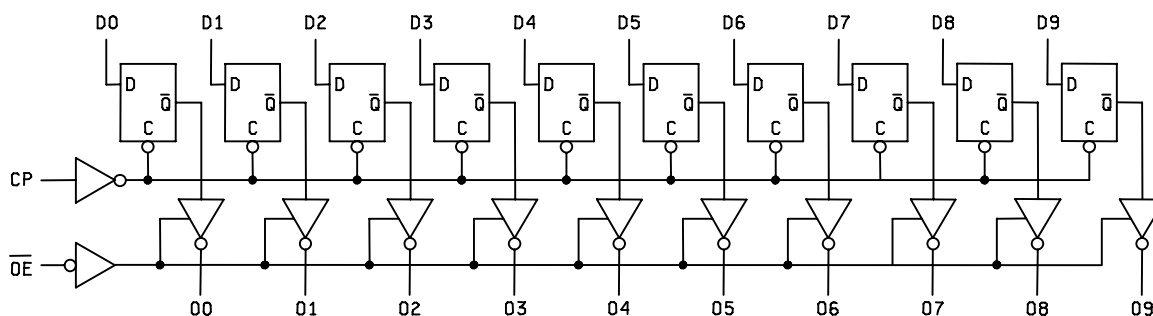 D0 D1 D2 D3 D4 D5 D6 D7 D8 D9
D D D D D D D D D D
Q̅ Q̅ Q̅ Q̅ Q̅ Q̅ Q̅ Q̅ Q̅ Q̅
C C C C C C C C C C
CP
O̅E̅
O0 O1 O2 O3 O4 O5 O6 O7 O8 O9